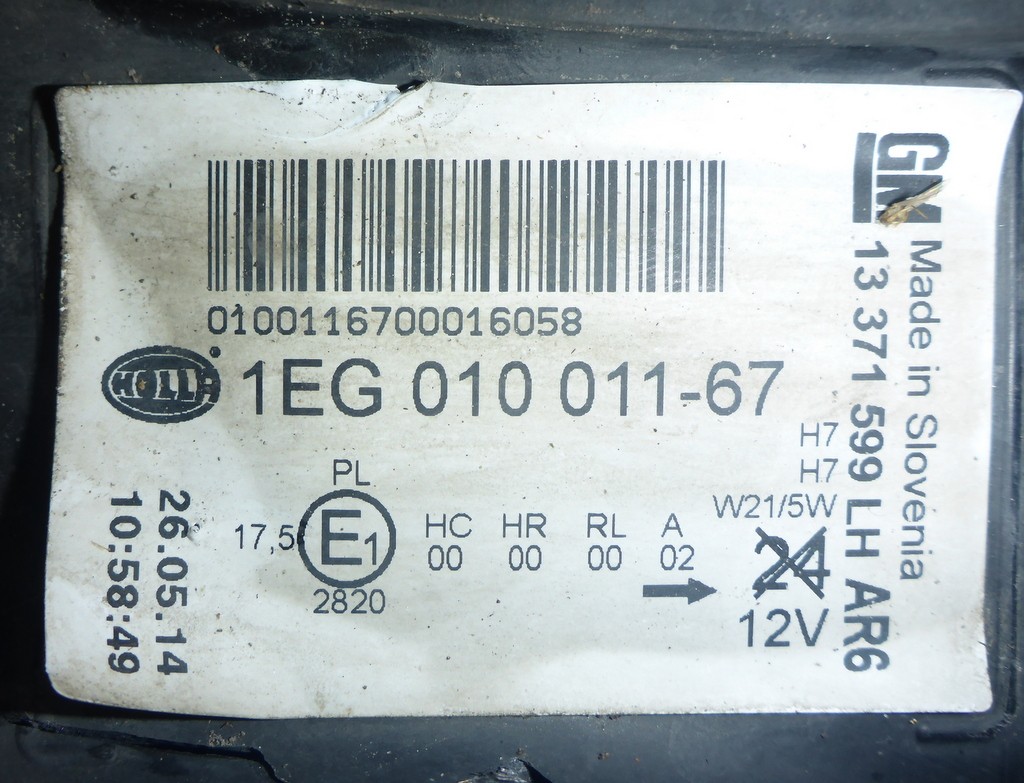 0100116700016058
HELLA
1EG 010 011-67
H7
H7
W21/5W
24
12V
PL
17,5
E1
2820
HC HR RL A
00 00 00 02
26.05.14
10:58:49
GM Made in Slovenia
13 371 599 LH AR6